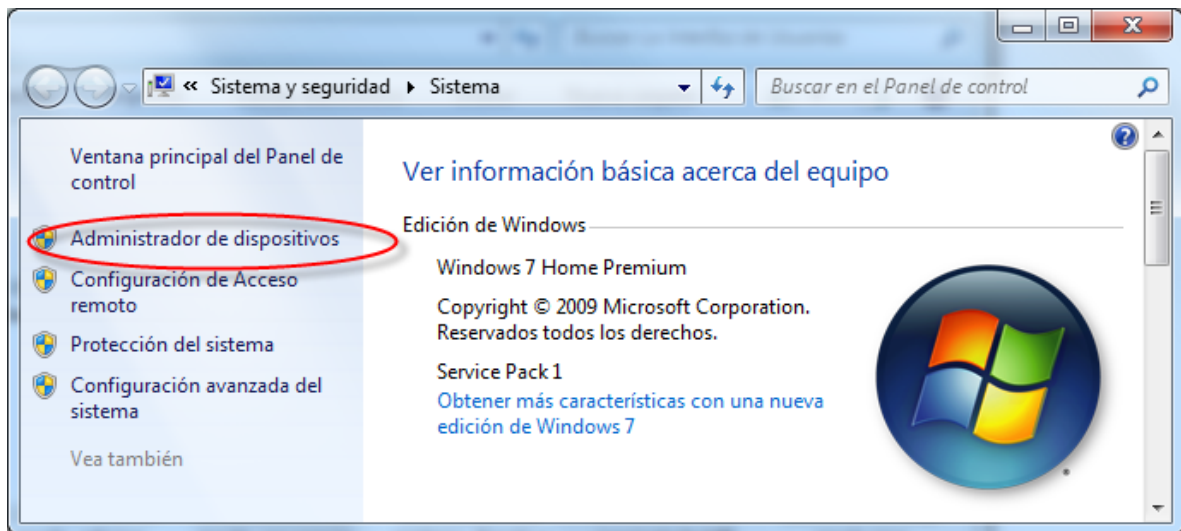 « Sistema y seguridad ▸ Sistema
Buscar en el Panel de control
Ventana principal del Panel de
control
Administrador de dispositivos
Configuración de Acceso
remoto
Protección del sistema
Configuración avanzada del
sistema
Vea también
Ver información básica acerca del equipo
Edición de Windows
Windows 7 Home Premium
Copyright © 2009 Microsoft Corporation.
Reservados todos los derechos.
Service Pack 1
Obtener más características con una nueva
edición de Windows 7